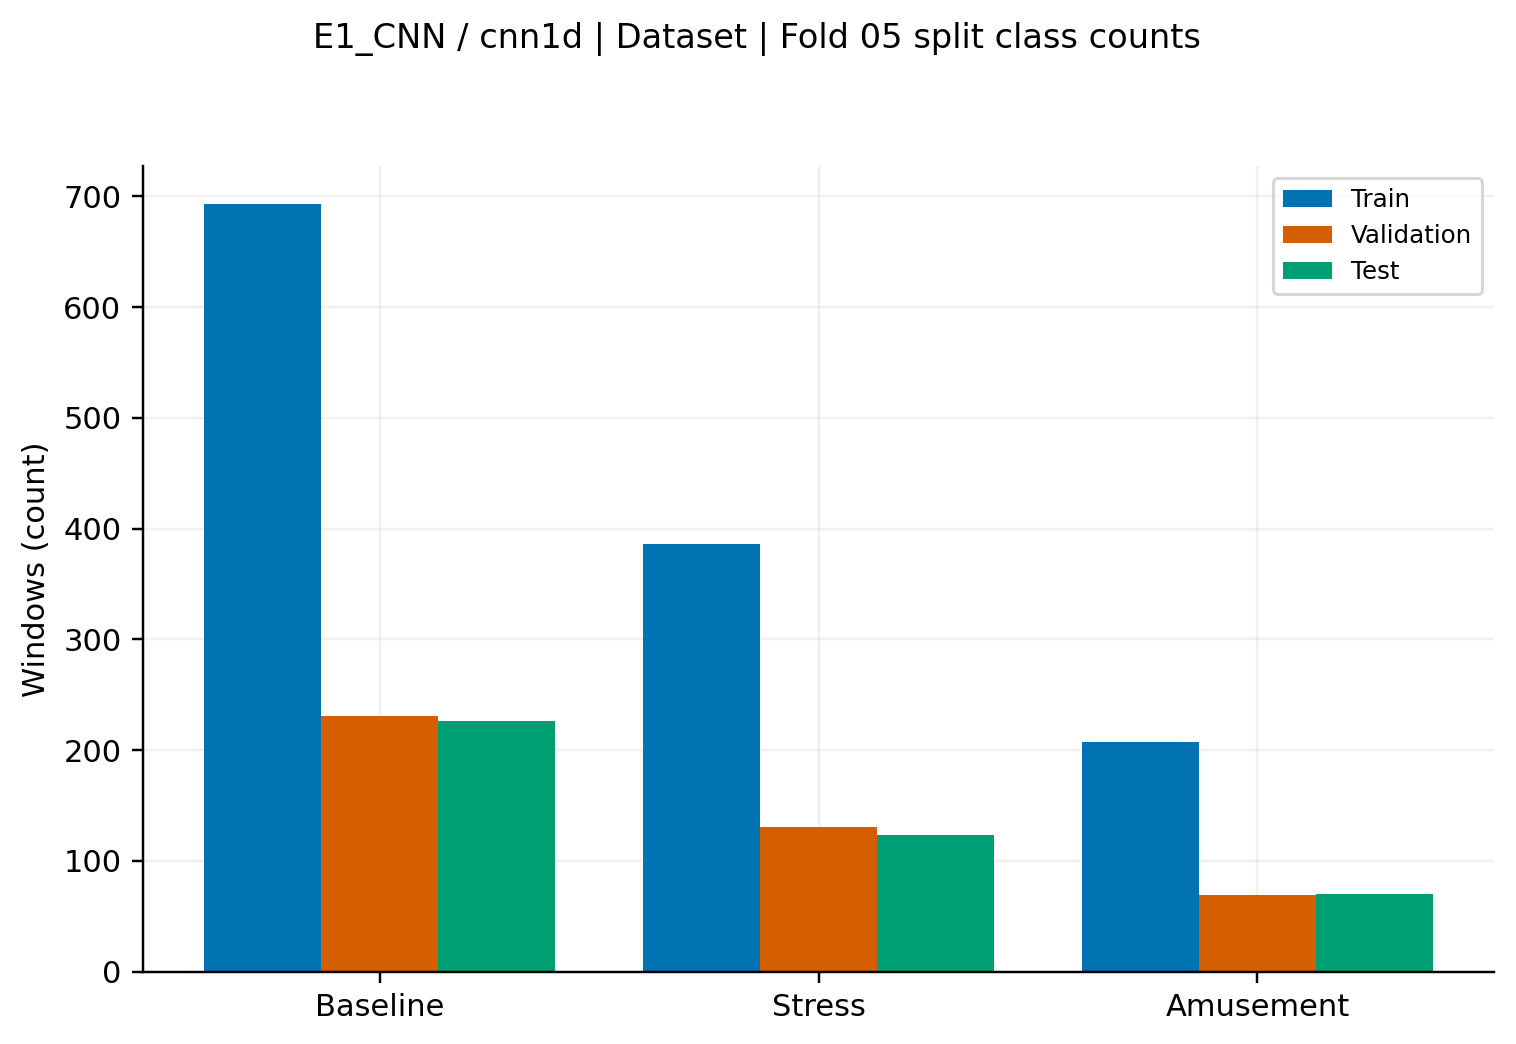 E1_CNN / cnn1d | Dataset | Fold 05 split class counts
Windows (count)
700
600
500
400
300
200
100
0
Train
Validation
Test
Baseline
Stress
Amusement